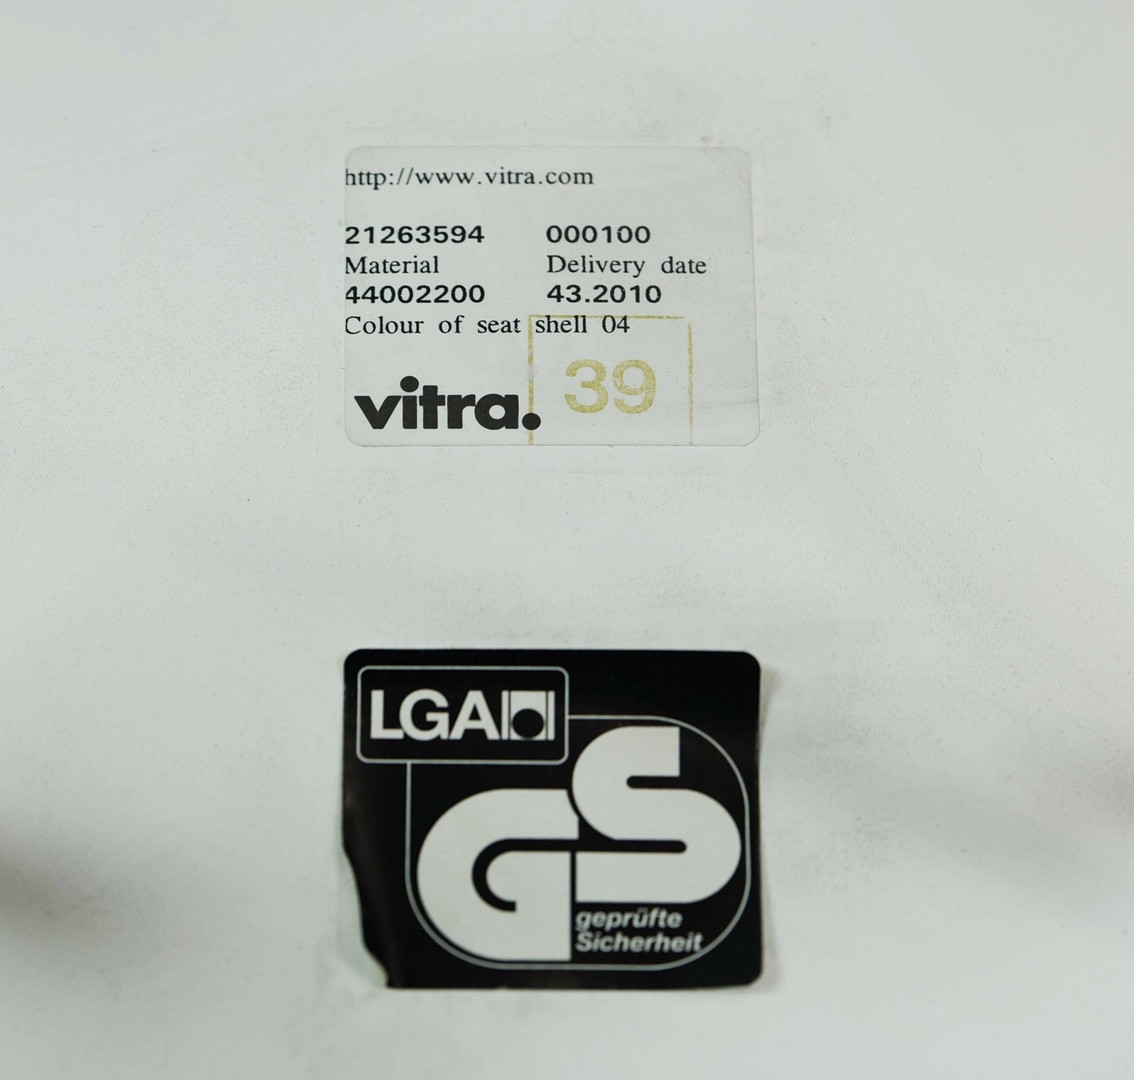 http://www.vitra.com
21263594 000100
Material Delivery date
44002200 43.2010
Colour of seat shell 04
39
vitra.
LGA
GS
geprüfte
Sicherheit